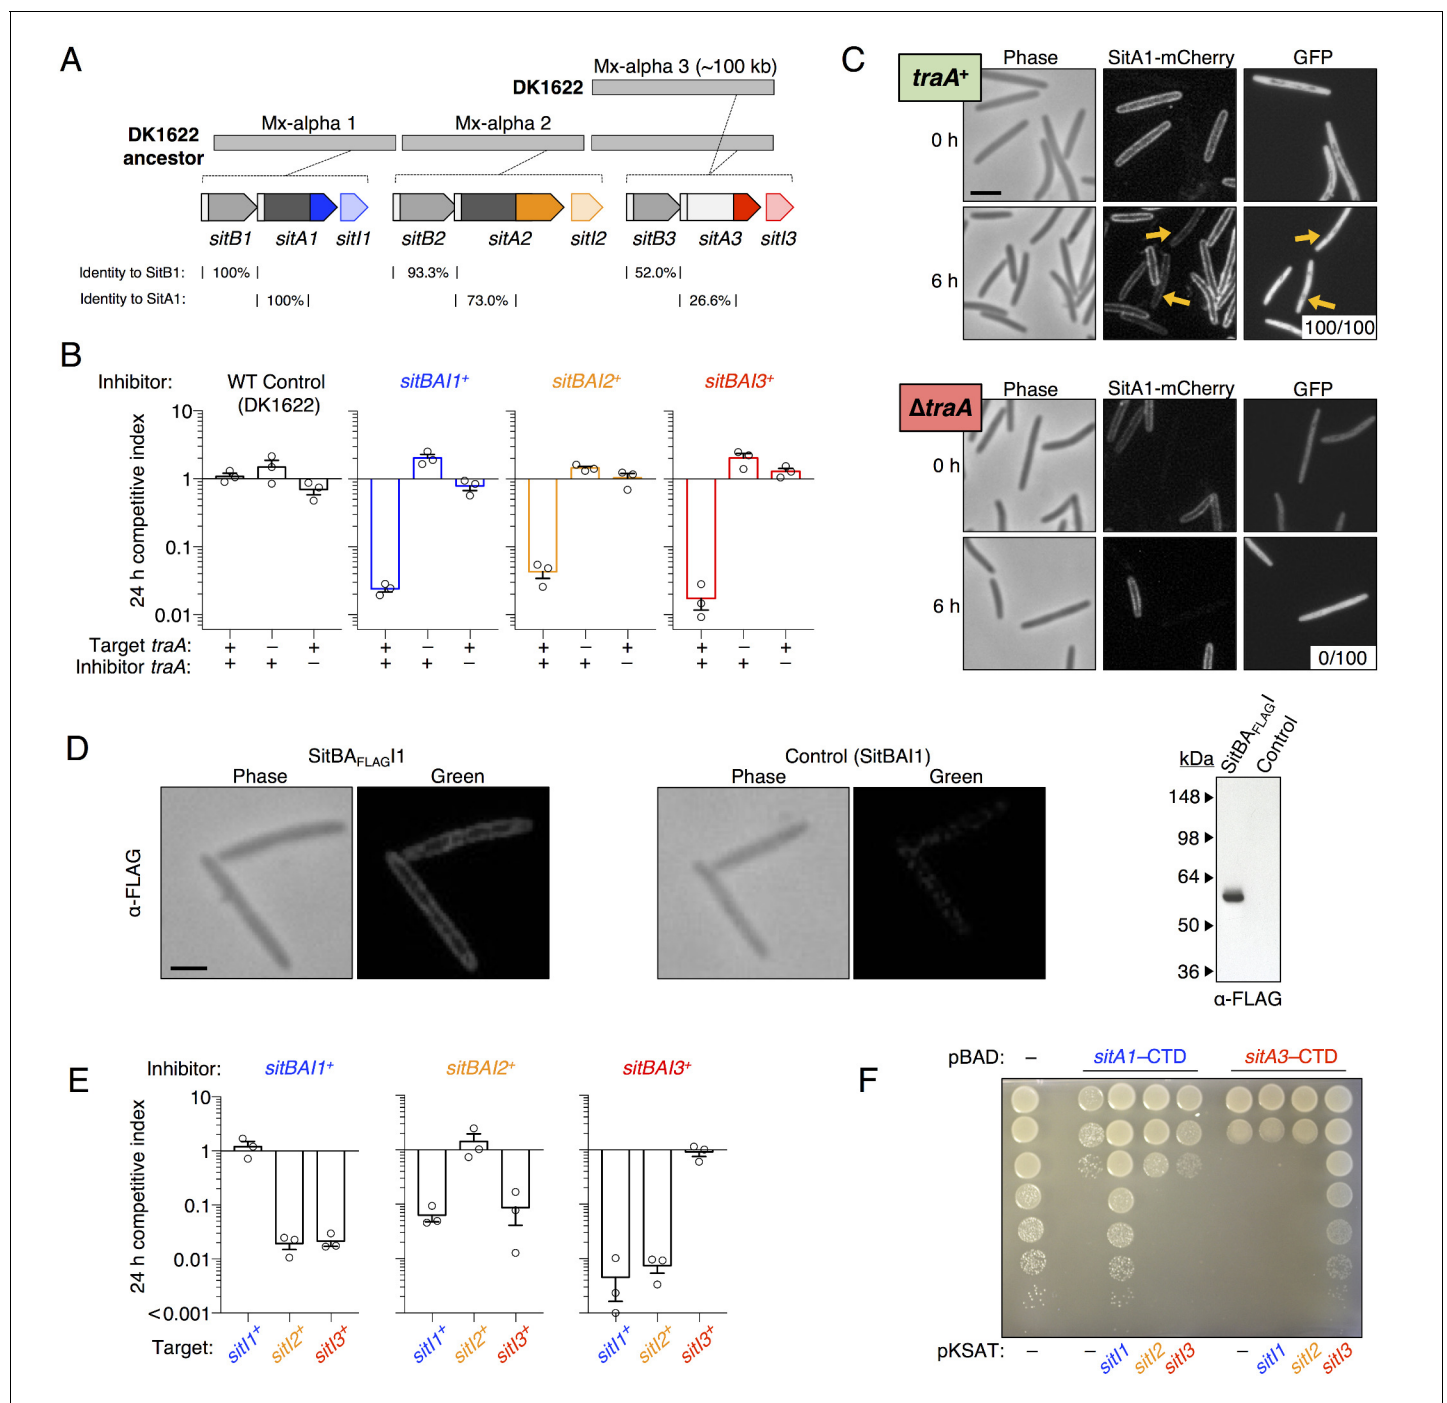 A
Mx-alpha 3 (~100 kb)
DK1622
DK1622
ancestor
Mx-alpha 1
Mx-alpha 2
sitB1 sitA1 sitI1 sitB2 sitA2 sitI2 sitB3 sitA3 sitI3
Identity to SitB1: 100% 93.3% 52.0%
Identity to SitA1: 100% 73.0% 26.6%
B
Inhibitor: WT Control (DK1622) sitBAI1+ sitBAI2+ sitBAI3+
24 h competitive index
10
1
0.1
0.01
Target traA: + − + + − + + − + + − +
Inhibitor traA: + + − + + − + + − + + −
C
traA+
Phase SitA1-mCherry GFP
0 h
6 h
100/100
ΔtraA
Phase SitA1-mCherry GFP
0 h
6 h
0/100
D
SitBAFLAGI1
Phase Green
α-FLAG
Control (SitBAI1)
Phase Green
kDa SitBAFLAGI Control
148
98
64
50
36
α-FLAG
E
Inhibitor: sitBAI1+ sitBAI2+ sitBAI3+
24 h competitive index
10
1
0.1
0.01
<0.001
Target: sitI1+ sitI2+ sitI3+ sitI1+ sitI2+ sitI3+ sitI1+ sitI2+ sitI3+
F
pBAD: − sitA1–CTD sitA3–CTD
pKSAT: − − sitI1 sitI2 sitI3 − sitI1 sitI2 sitI3